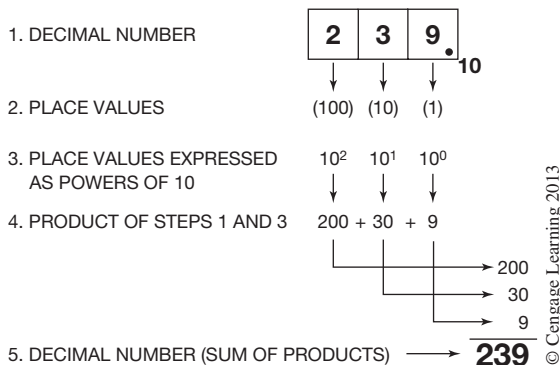 1. DECIMAL NUMBER 2 3 9. 10
2. PLACE VALUES (100) (10) (1)
3. PLACE VALUES EXPRESSED 10² 10¹ 10⁰
AS POWERS OF 10
4. PRODUCT OF STEPS 1 AND 3 200 + 30 + 9
200
30
9
5. DECIMAL NUMBER (SUM OF PRODUCTS) 239
© Cengage Learning 2013